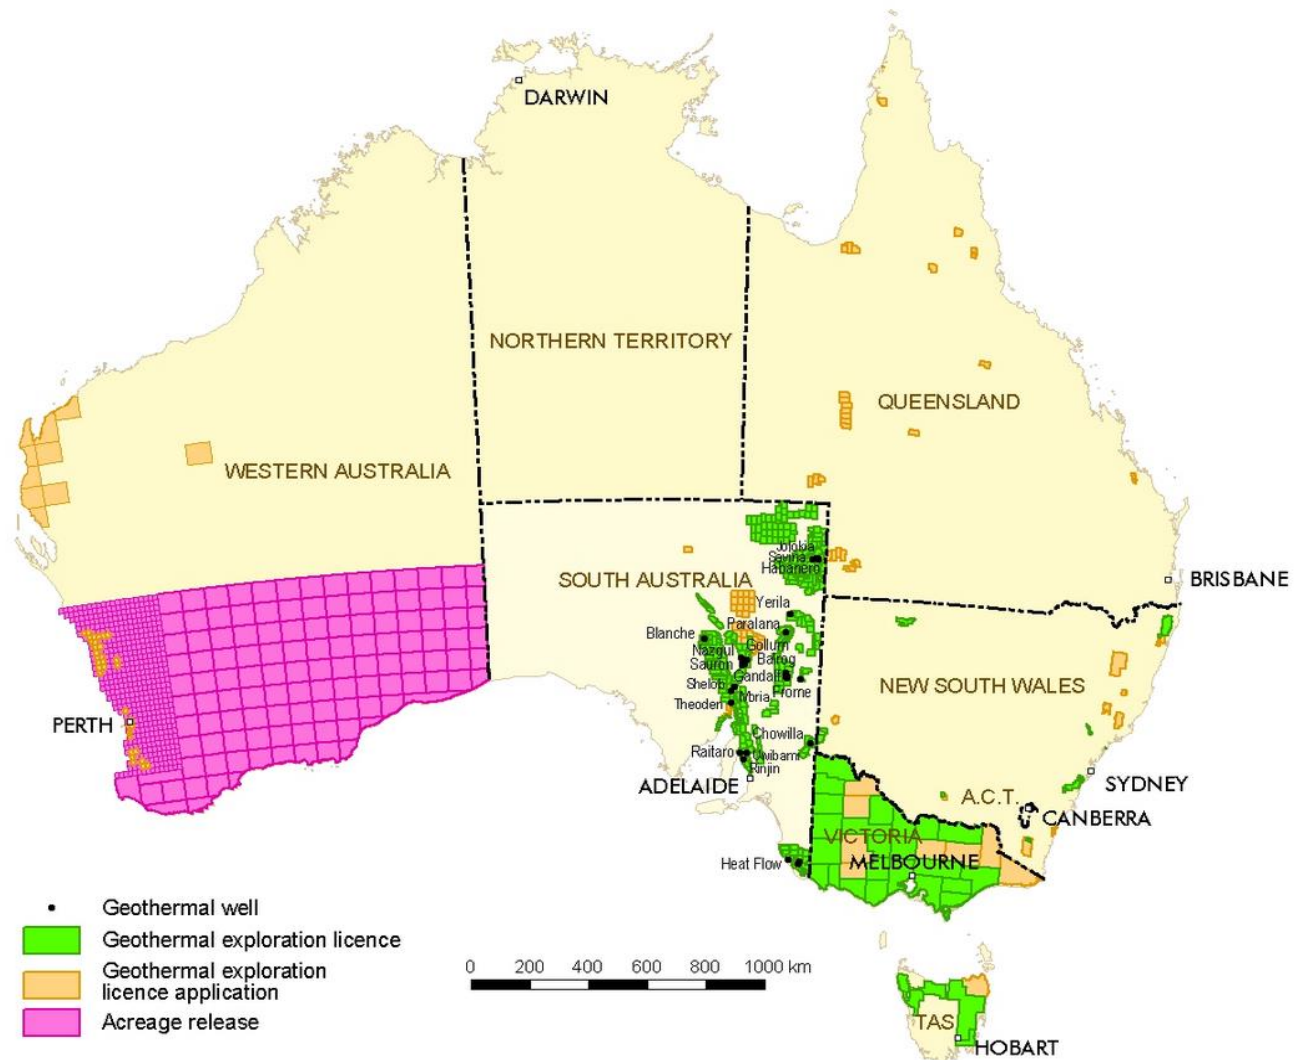 DARWIN
NORTHERN TERRITORY
QUEENSLAND
WESTERN AUSTRALIA
Jolokia
Savina
Habanero
SOUTH AUSTRALIA
BRISBANE
Yerila
Paralana
Blanche
Gollum
Nazgul
Balrog
Sauron
Gandalf
Shelob
Moria
Frome
NEW SOUTH WALES
Theoden
PERTH
Chowilla
Raitaro
Rinjin
ADELAIDE
SYDNEY
A.C.T.
CANBERRA
VICTORIA
Heat Flow
MELBOURNE
Geothermal well
Geothermal exploration licence
Geothermal exploration
licence application
Acreage release
0 200 400 600 800 1000 km
TAS
HOBART